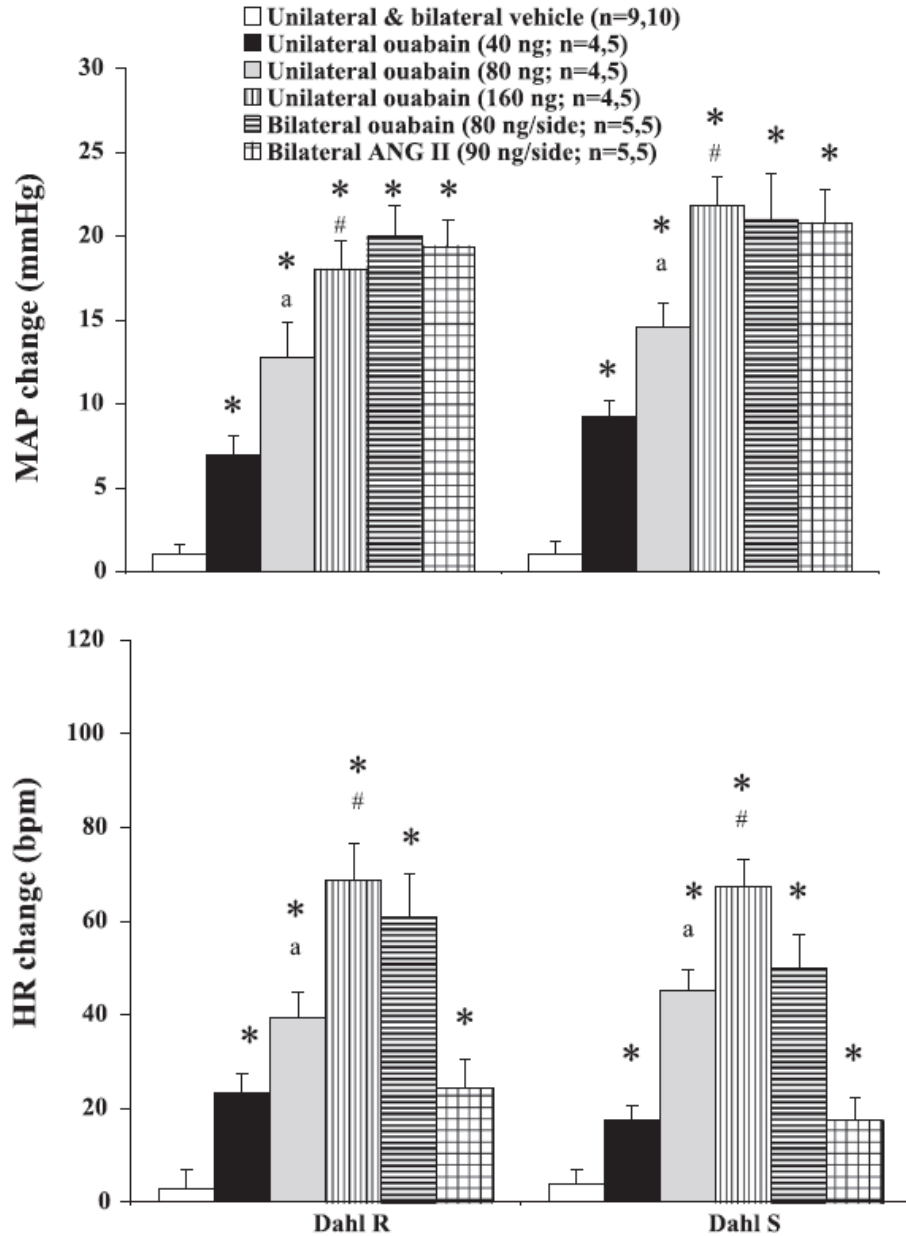 Unilateral & bilateral vehicle (n=9,10)
Unilateral ouabain (40 ng; n=4,5)
Unilateral ouabain (80 ng; n=4,5)
Unilateral ouabain (160 ng; n=4,5)
Bilateral ouabain (80 ng/side; n=5,5)
Bilateral ANG II (90 ng/side; n=5,5)
MAP change (mmHg)
30
25
20
15
10
5
0
* a * # * * *
* * a * # * *
HR change (bpm)
120
100
80
60
40
20
0
* * a * # * *
* * a * # * *
Dahl R Dahl S